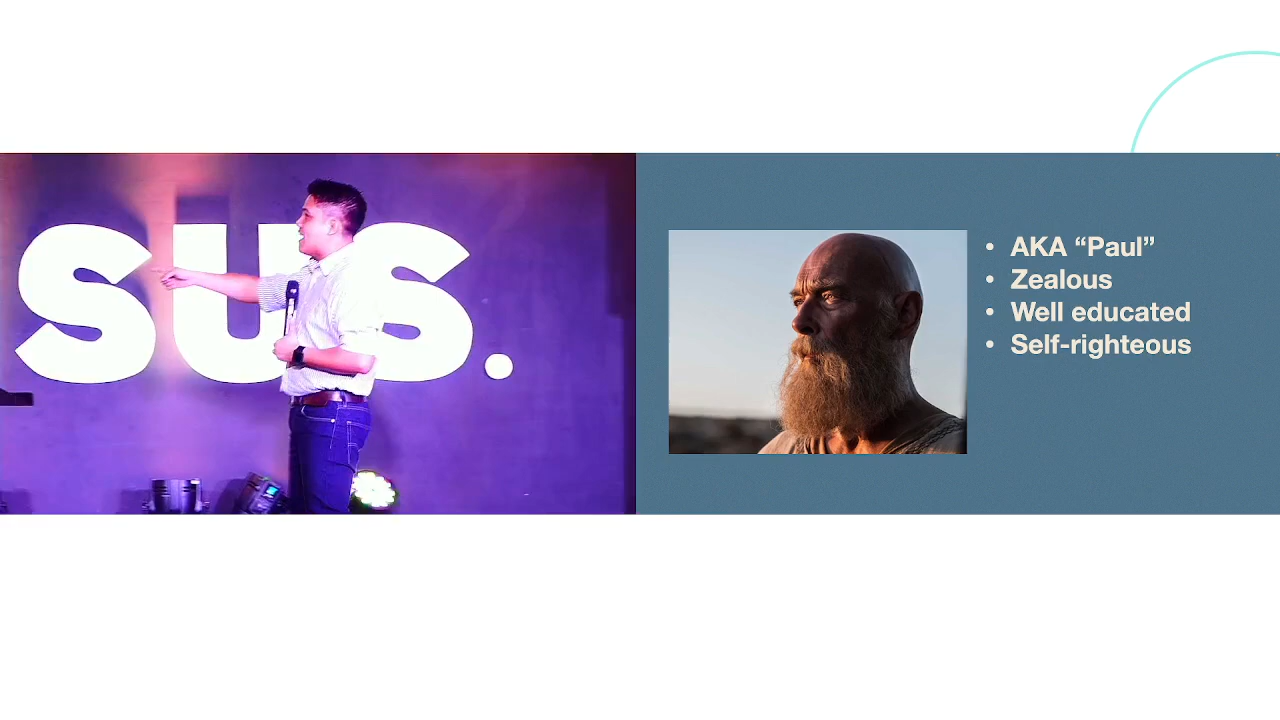 sus.
• AKA “Paul”
• Zealous
• Well educated
• Self-righteous